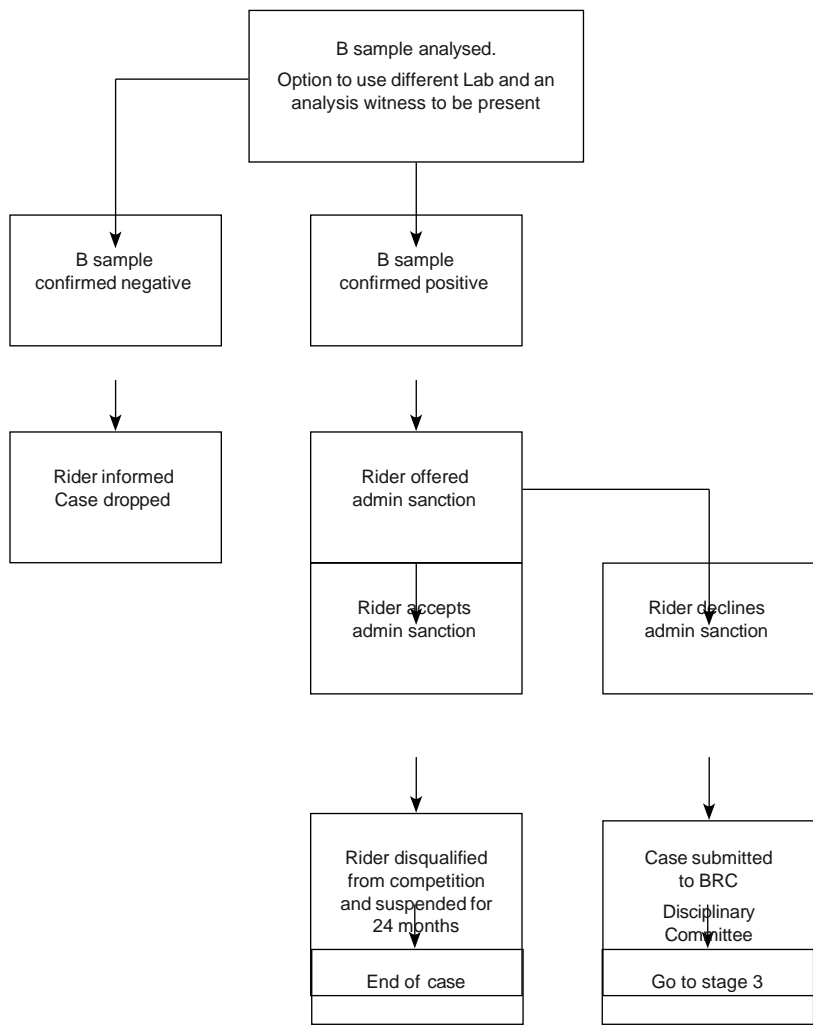 B sample analysed.
Option to use different Lab and an
analysis witness to be present
B sample
confirmed negative
B sample
confirmed positive
Rider informed
Case dropped
Rider offered
admin sanction
Rider accepts
admin sanction
Rider declines
admin sanction
Rider disqualified
from competition
and suspended for
24 months
Case submitted
to BRC
Disciplinary
Committee
End of case
Go to stage 3